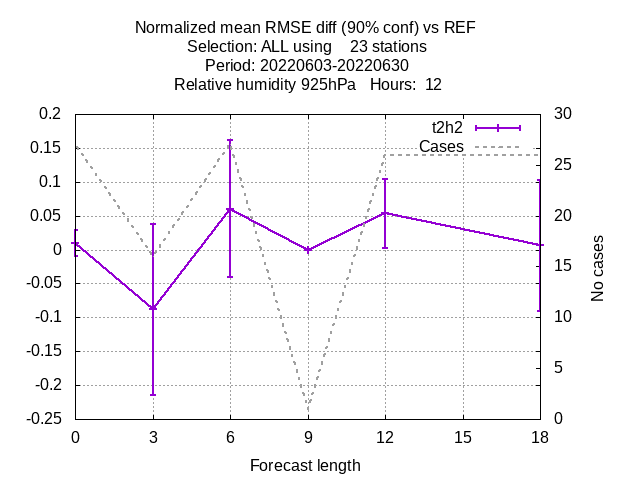 Normalized mean RMSE diff (90% conf) vs REF
Selection: ALL using 23 stations
Period: 20220603-20220630
Relative humidity 925hPa Hours: 12
t2h2
Cases
0.2
0.15
0.1
0.05
0
-0.05
-0.1
-0.15
-0.2
-0.25
30
25
20
15
10
5
0
No cases
0 3 6 9 12 15 18
Forecast length